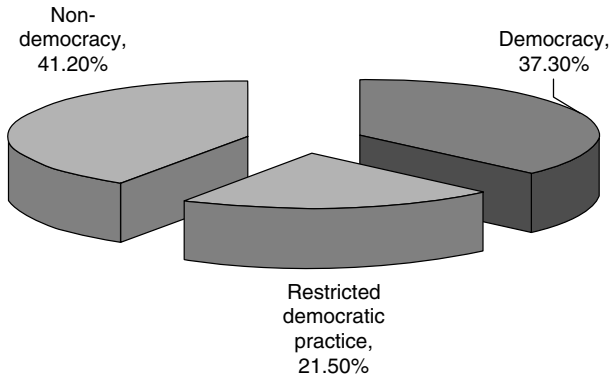 Non-
democracy,
41.20%
Democracy,
37.30%
Restricted
democratic
practice,
21.50%